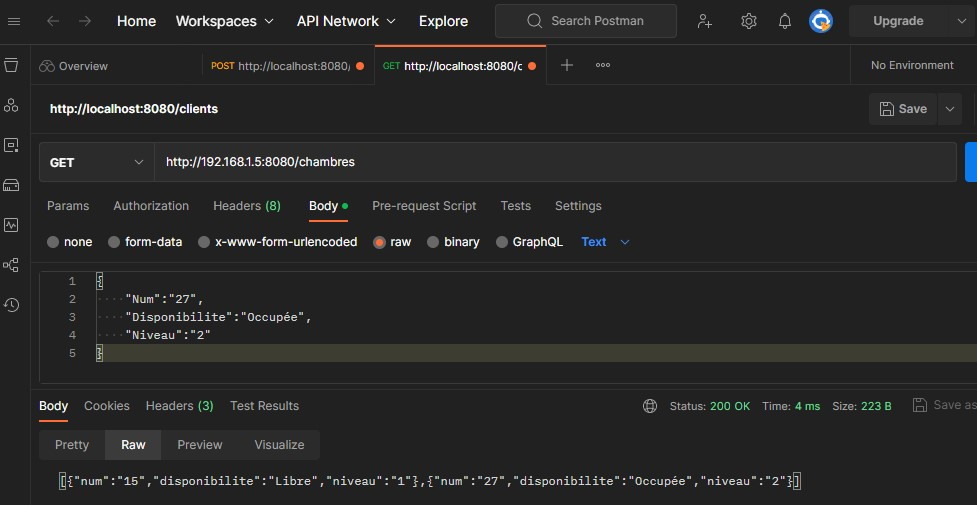 Home Workspaces API Network Explore Search Postman Upgrade
Overview POST http://localhost:8080/ GET http://localhost:8080/c No Environment
http://localhost:8080/clients Save
GET http://192.168.1.5:8080/chambres
Params Authorization Headers (8) Body Pre-request Script Tests Settings
none form-data x-www-form-urlencoded raw binary GraphQL Text
1 {
2 "Num":"27",
3 "Disponibilite":"Occupée",
4 "Niveau":"2"
5 }
Body Cookies Headers (3) Test Results Status: 200 OK Time: 4 ms Size: 223 B Save as
Pretty Raw Preview Visualize
[{"num":"15","disponibilite":"Libre","niveau":"1"},{"num":"27","disponibilite":"Occupée","niveau":"2"}]